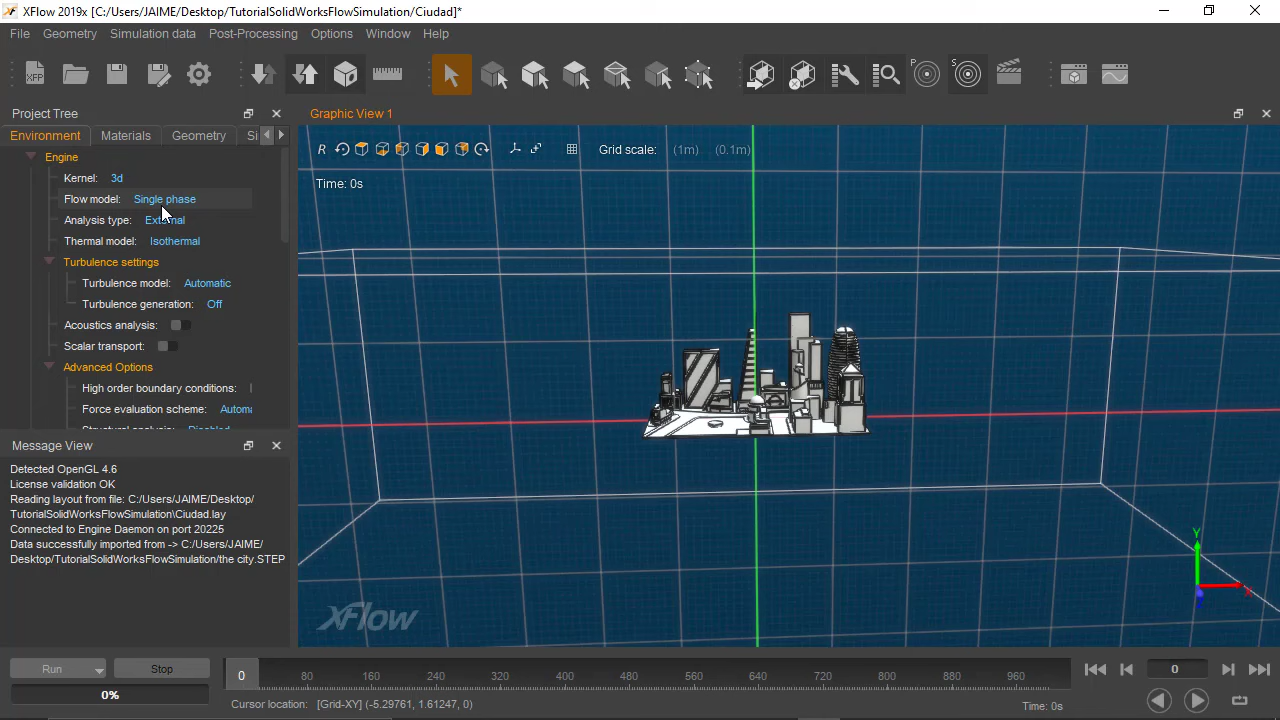 XFlow 2019x [C:/Users/JAIME/Desktop/TutorialSolidWorksFlowSimulation/Ciudad]*
File Geometry Simulation data Post-Processing Options Window Help
XFP
P
S
Project Tree
Graphic View 1
Environment Materials Geometry Si
Engine
Kernel: 3d
Flow model: Single phase
Analysis type: External
Thermal model: Isothermal
Turbulence settings
Turbulence model: Automatic
Turbulence generation: Off
Acoustics analysis:
Scalar transport:
Advanced Options
High order boundary conditions:
Force evaluation scheme: Autom
R
Grid scale: (1m) (0.1m)
Time: 0s
Message View
Detected OpenGL 4.6
License validation OK
Reading layout from file: C:/Users/JAIME/Desktop/
TutorialSolidWorksFlowSimulation\Ciudad.lay
Connected to Engine Daemon on port 20225
Data successfully imported from -> C:/Users/JAIME/
Desktop/TutorialSolidWorksFlowSimulation/the city.STEP
XFlow
Y
X
Run Stop
0%
0 80 160 240 320 400 480 560 640 720 800 880 960
0
Cursor location: [Grid-XY] (-5.29761, 1.61247, 0)
Time: 0s